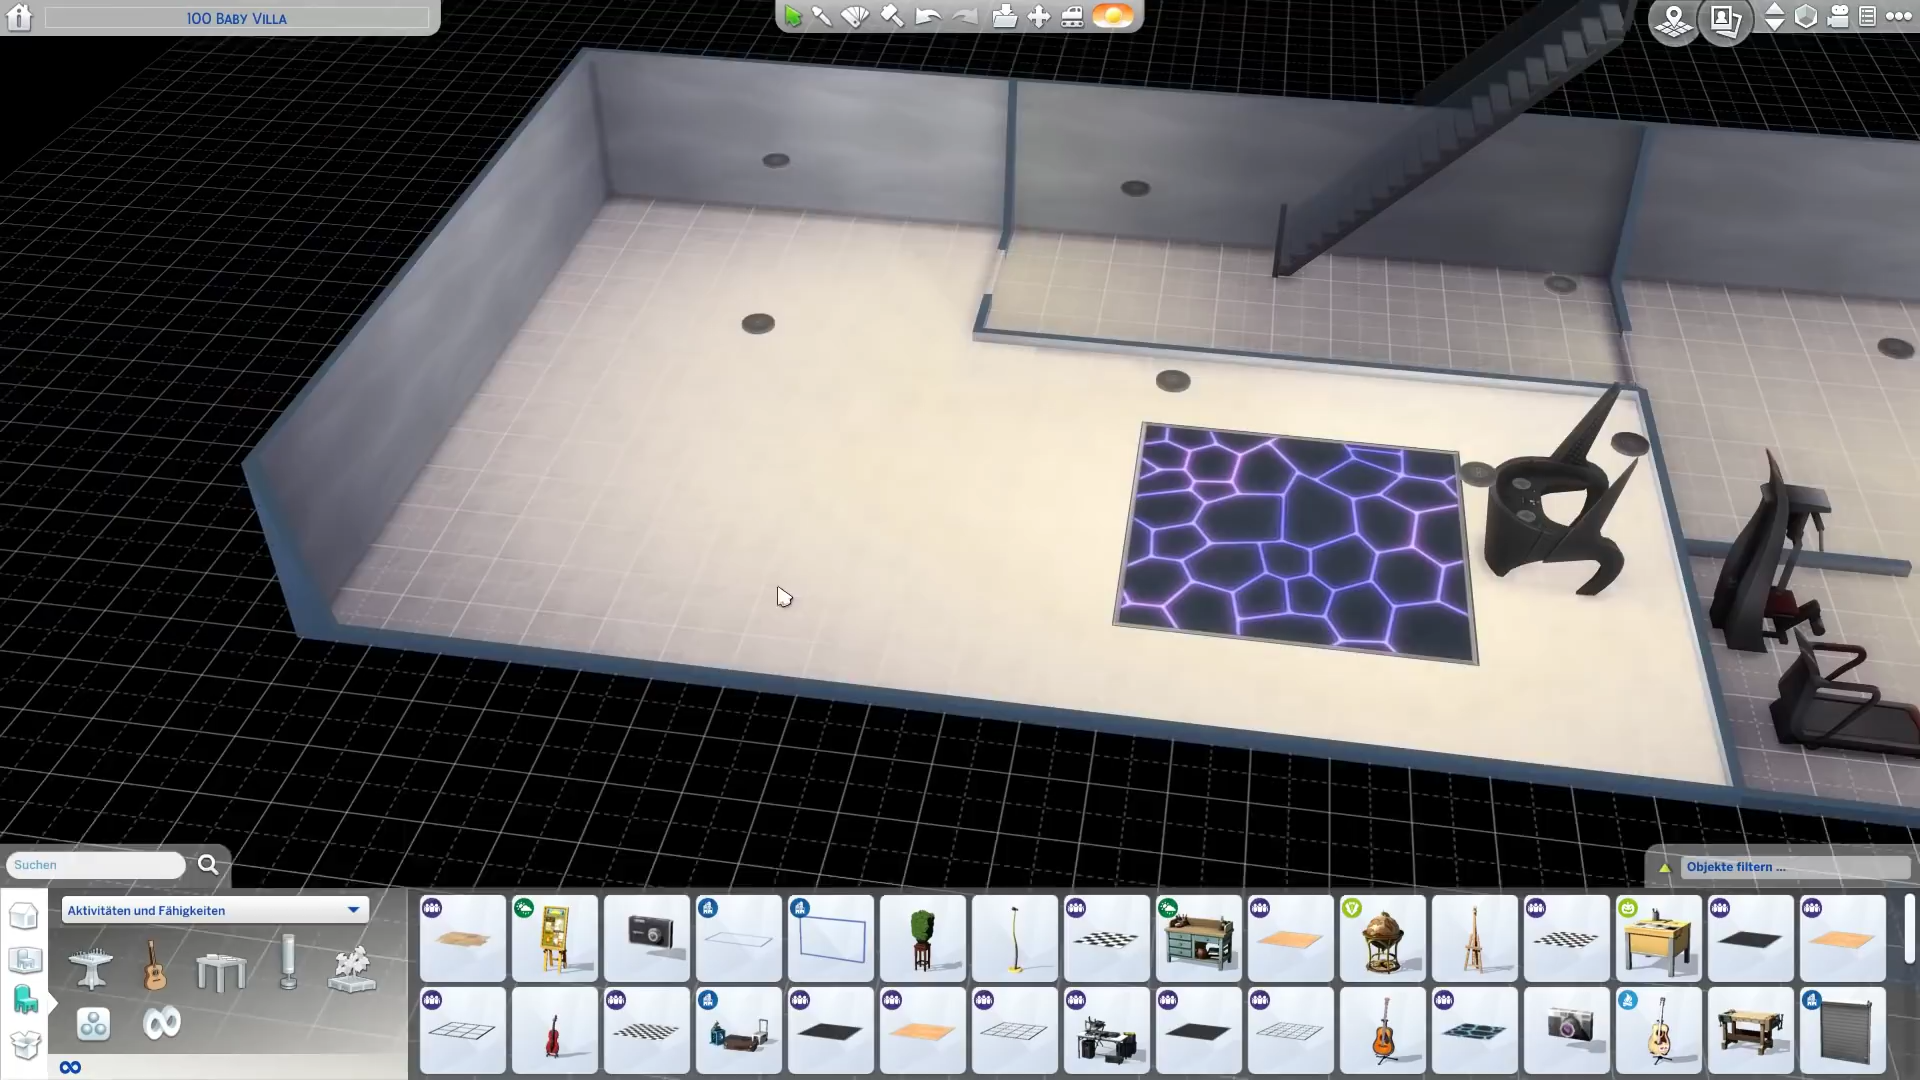 100 BABY VILLA
Suchen
Objekte filtern ...
Aktivitäten und Fähigkeiten